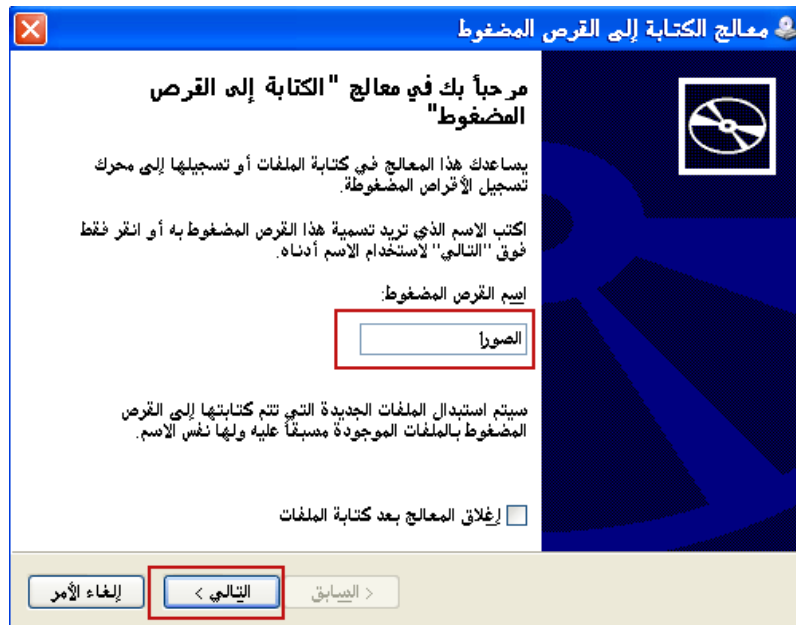 معالج الكتابة إلى القرص المضغوط
مرحباً بك في معالج "الكتابة إلى القرص
المضغوط"
يساعدك هذا المعالج في كتابة الملفات أو تسجيلها إلى محرك
تسجيل الأقراص المضغوطة.
اكتب الاسم الذي تريد تسمية هذا القرص المضغوط به أو انقر فقط
فوق "التالي" لاستخدام الاسم أدناه.
اسم القرص المضغوط:
الصورا
سيتم استبدال الملفات الجديدة التي تتم كتابتها إلى القرص
المضغوط بالملفات الموجودة مسبقاً عليه ولها نفس الاسم.
إغلاق المعالج بعد كتابة الملفات
< السابق
التالي >
إلغاء الأمر